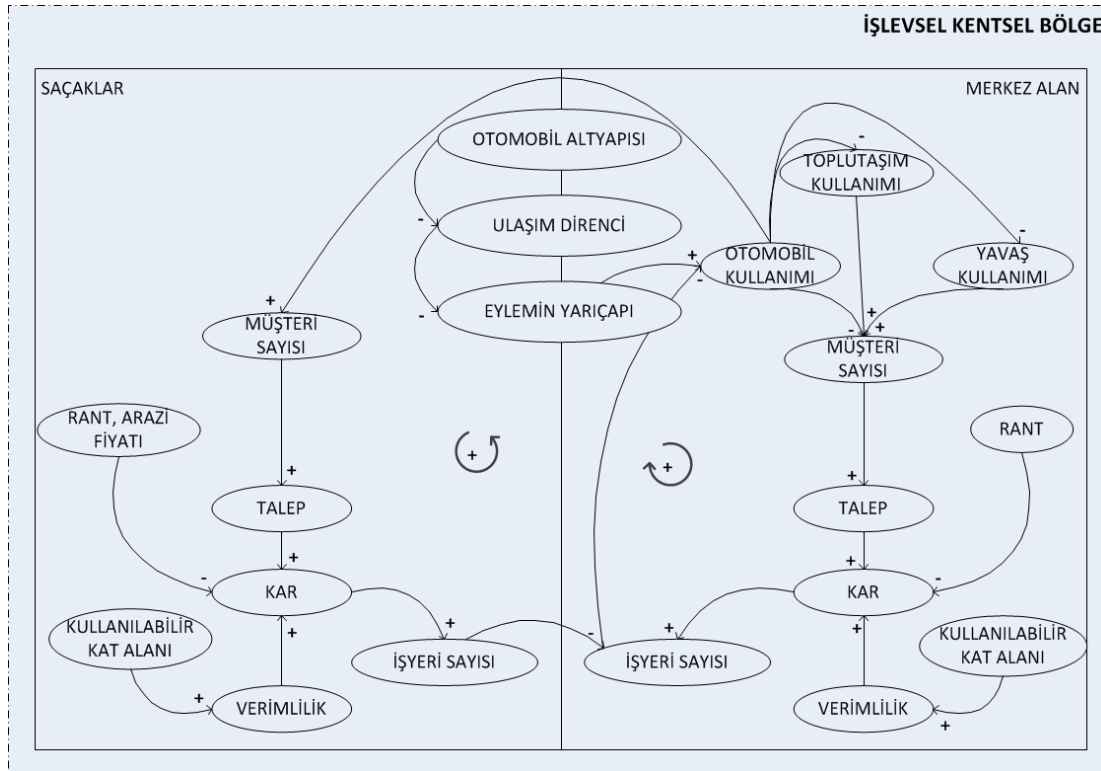 İŞLEVSEL KENTSEL BÖLGE
SAÇAKLAR
MERKEZ ALAN
OTOMOBİL ALTYAPISI
-
TOPLUTAŞIM
KULLANIMI
-
ULAŞIM DİRENCİ
-
+
-
OTOMOBİL
KULLANIMI
YAVAŞ
KULLANIMI
-
EYLEMİN YARIÇAPI
+
MÜŞTERİ
SAYISI
+
-
+
MÜŞTERİ
SAYISI
RANT, ARAZİ
FİYATI
RANT
+
+
+
+
TALEP
TALEP
+
+
-
KAR
KAR
-
KULLANILABİLİR
KAT ALANI
+
+
İŞYERİ SAYISI
-
+
İŞYERİ SAYISI
+
KULLANILABİLİR
KAT ALANI
+
VERİMLİLİK
VERİMLİLİK
+